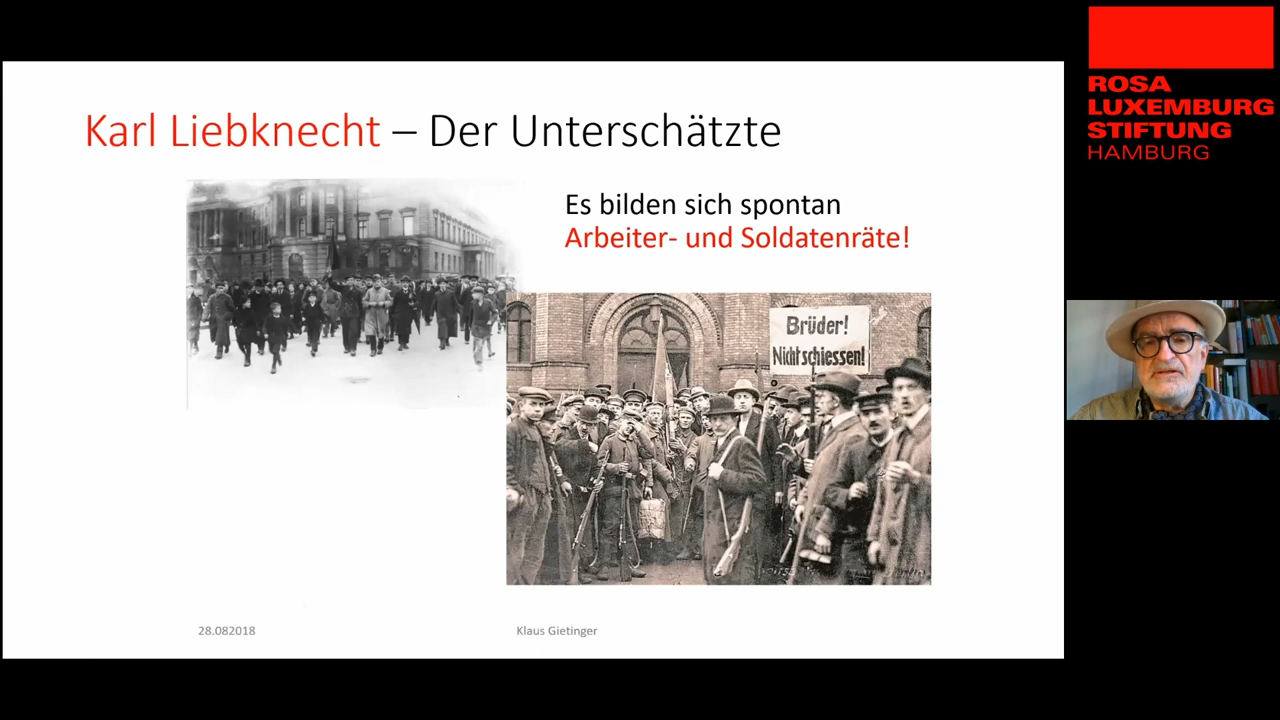 Karl Liebknecht – Der Unterschätzte
Es bilden sich spontan
Arbeiter- und Soldatenräte!
Brüder!
Nicht schiessen!
28.082018
Klaus Gietinger
ROSA
LUXEMBURG
STIFTUNG
HAMBURG